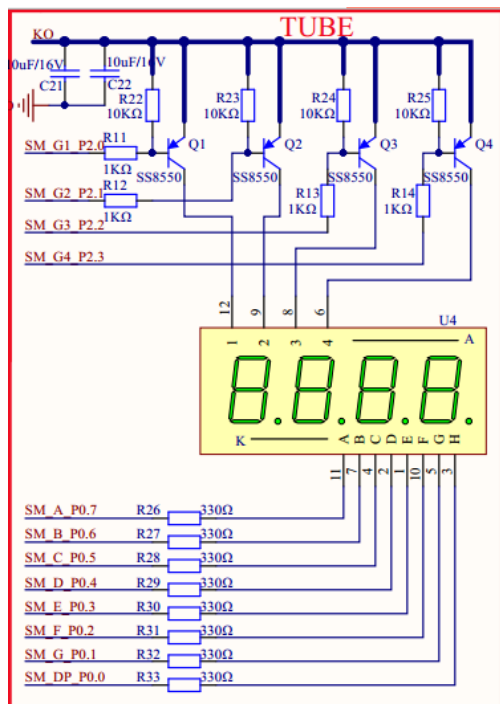 TUBE
KO
10uF/16V
10uF/16V
C21
C22
R22
10KΩ
R23
10KΩ
R24
10KΩ
R25
10KΩ
SM_G1_P2.0
R11
1KΩ
Q1
Q2
Q3
Q4
SS8550
SS8550
SS8550
SS8550
SM_G2_P2.1
R12
1KΩ
R13
1KΩ
R14
1KΩ
SM_G3_P2.2
SM_G4_P2.3
12
9
8
6
U4
1
2
3
4
A
8.8.8.8.
K
A
B
C
D
E
F
G
H
11
7
4
2
1
10
5
3
SM_A_P0.7 R26 330Ω
SM_B_P0.6 R27 330Ω
SM_C_P0.5 R28 330Ω
SM_D_P0.4 R29 330Ω
SM_E_P0.3 R30 330Ω
SM_F_P0.2 R31 330Ω
SM_G_P0.1 R32 330Ω
SM_DP_P0.0 R33 330Ω